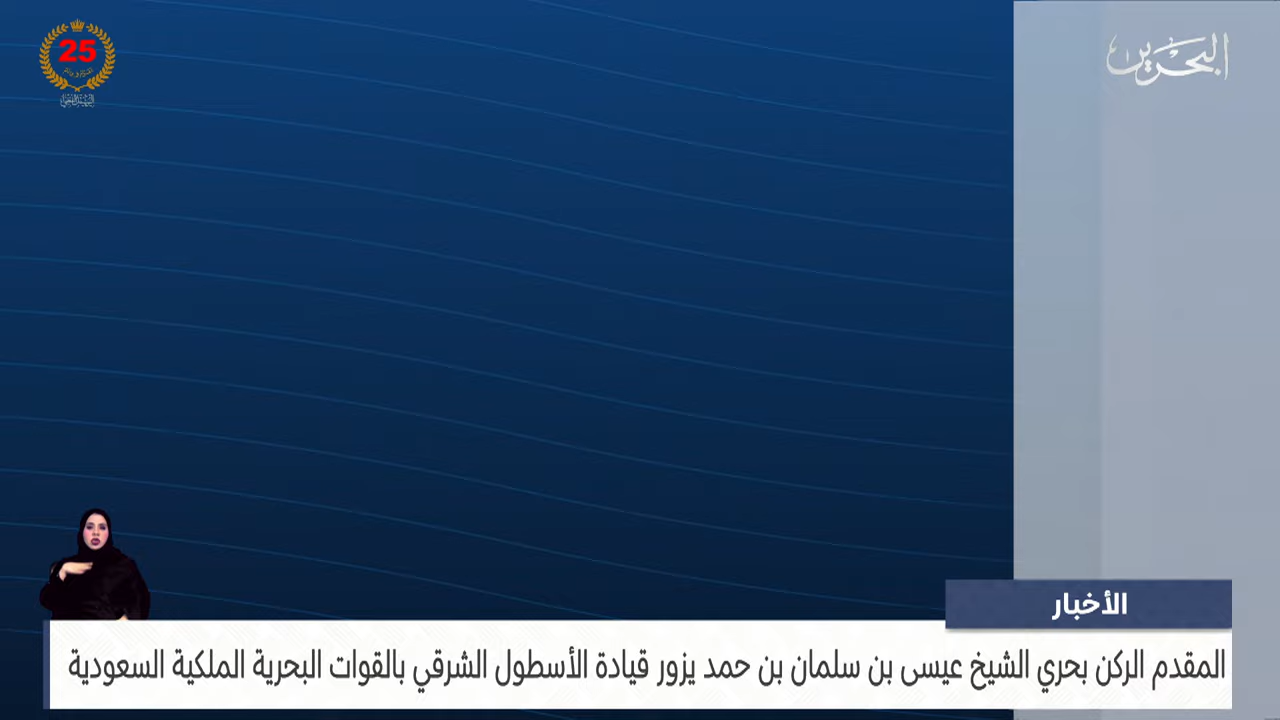 25
البحرين
الأخبار
المقدم الركن بحري الشيخ عيسى بن سلمان بن حمد يزور قيادة الأسطول الشرقي بالقوات البحرية الملكية السعودية